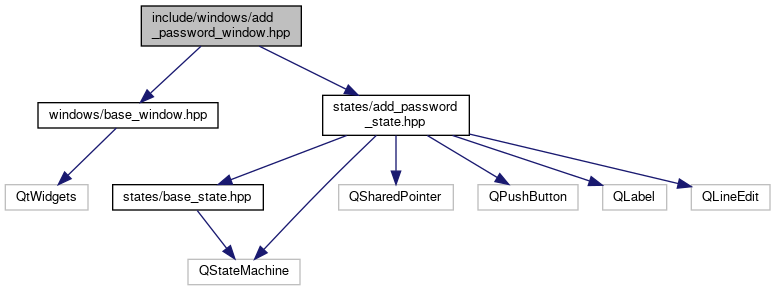 include/windows/add
_password_window.hpp
windows/base_window.hpp
states/add_password
_state.hpp
QtWidgets
states/base_state.hpp
QSharedPointer
QPushButton
QLabel
QLineEdit
QStateMachine